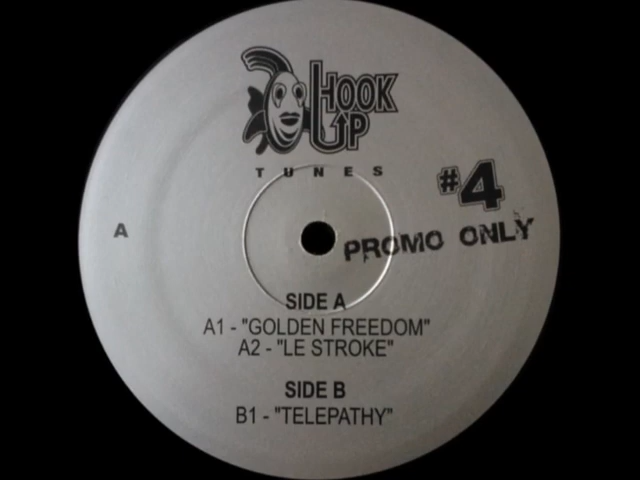 HOOK
UP
TUNES
#4
A
PROMO ONLY
SIDE A
A1 - "GOLDEN FREEDOM"
A2 - "LE STROKE"
SIDE B
B1 - "TELEPATHY"